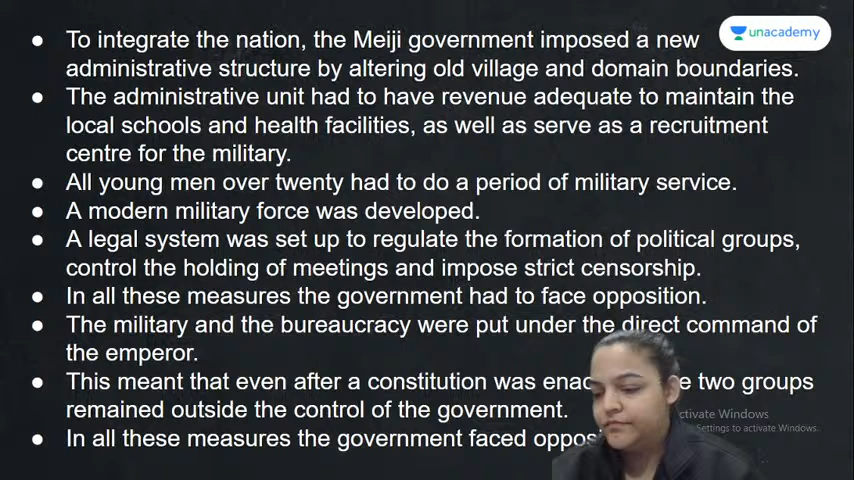 unacademy
● To integrate the nation, the Meiji government imposed a new
administrative structure by altering old village and domain boundaries.
● The administrative unit had to have revenue adequate to maintain the
local schools and health facilities, as well as serve as a recruitment
centre for the military.
● All young men over twenty had to do a period of military service.
● A modern military force was developed.
● A legal system was set up to regulate the formation of political groups,
control the holding of meetings and impose strict censorship.
● In all these measures the government had to face opposition.
● The military and the bureaucracy were put under the direct command of
the emperor.
● This meant that even after a constitution was two groups
remained outside the control of the government.
● In all these measures the government faced
Windows
Settings to activate Windows.